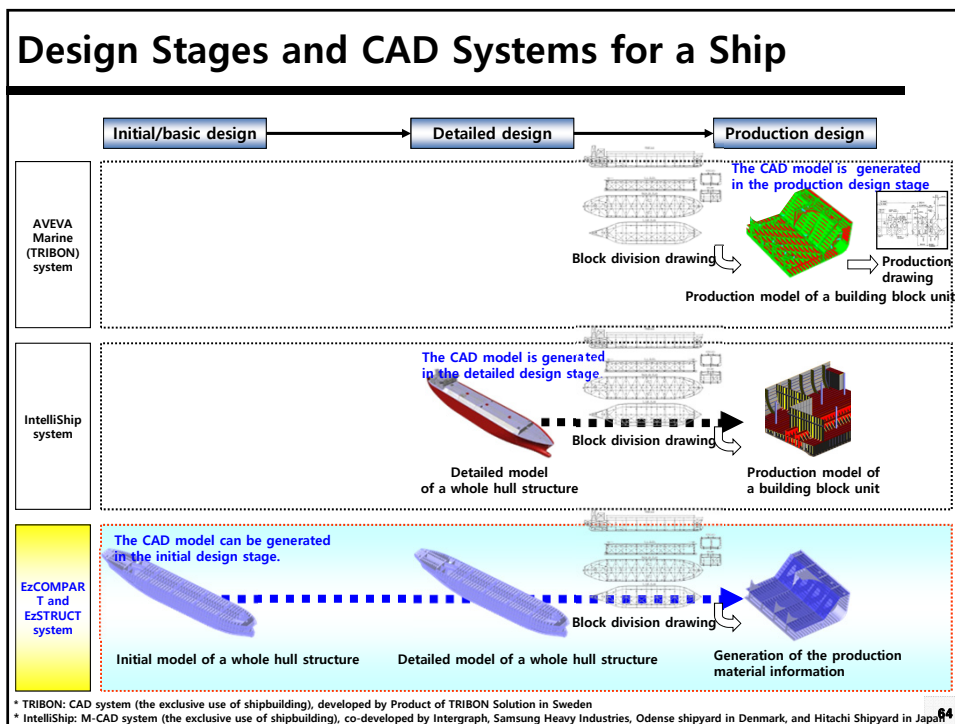 Design Stages and CAD Systems for a Ship
Initial/basic design
Detailed design
Production design
AVEVA
Marine
(TRIBON)
system
The CAD model is generated
in the production design stage
Block division drawing
Production
drawing
Production model of a building block unit
IntelliShip
system
The CAD model is generated
in the detailed design stage
Block division drawing
Detailed model
of a whole hull structure
Production model of
a building block unit
EzCOMPAR
T and
EzSTRUCT
system
The CAD model can be generated
in the initial design stage.
Block division drawing
Initial model of a whole hull structure
Detailed model of a whole hull structure
Generation of the production
material information
* TRIBON: CAD system (the exclusive use of shipbuilding), developed by Product of TRIBON Solution in Sweden
* IntelliShip: M-CAD system (the exclusive use of shipbuilding), co-developed by Intergraph, Samsung Heavy Industries, Odense shipyard in Denmark, and Hitachi Shipyard in Japan
64